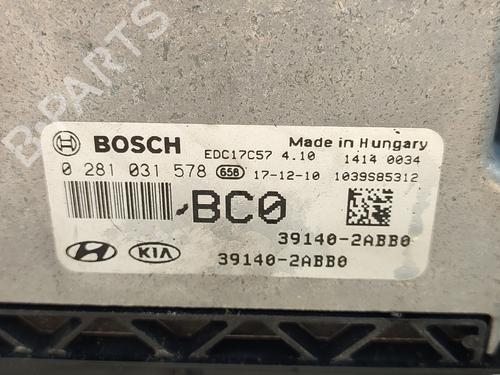 B-PARTS
BOSCH EDC17C57 4.10 Made in Hungary
1414 0034
0 281 031 578 658 17-12-10 1039S85312
BC0
39140-2ABB0
KIA 39140-2ABB0